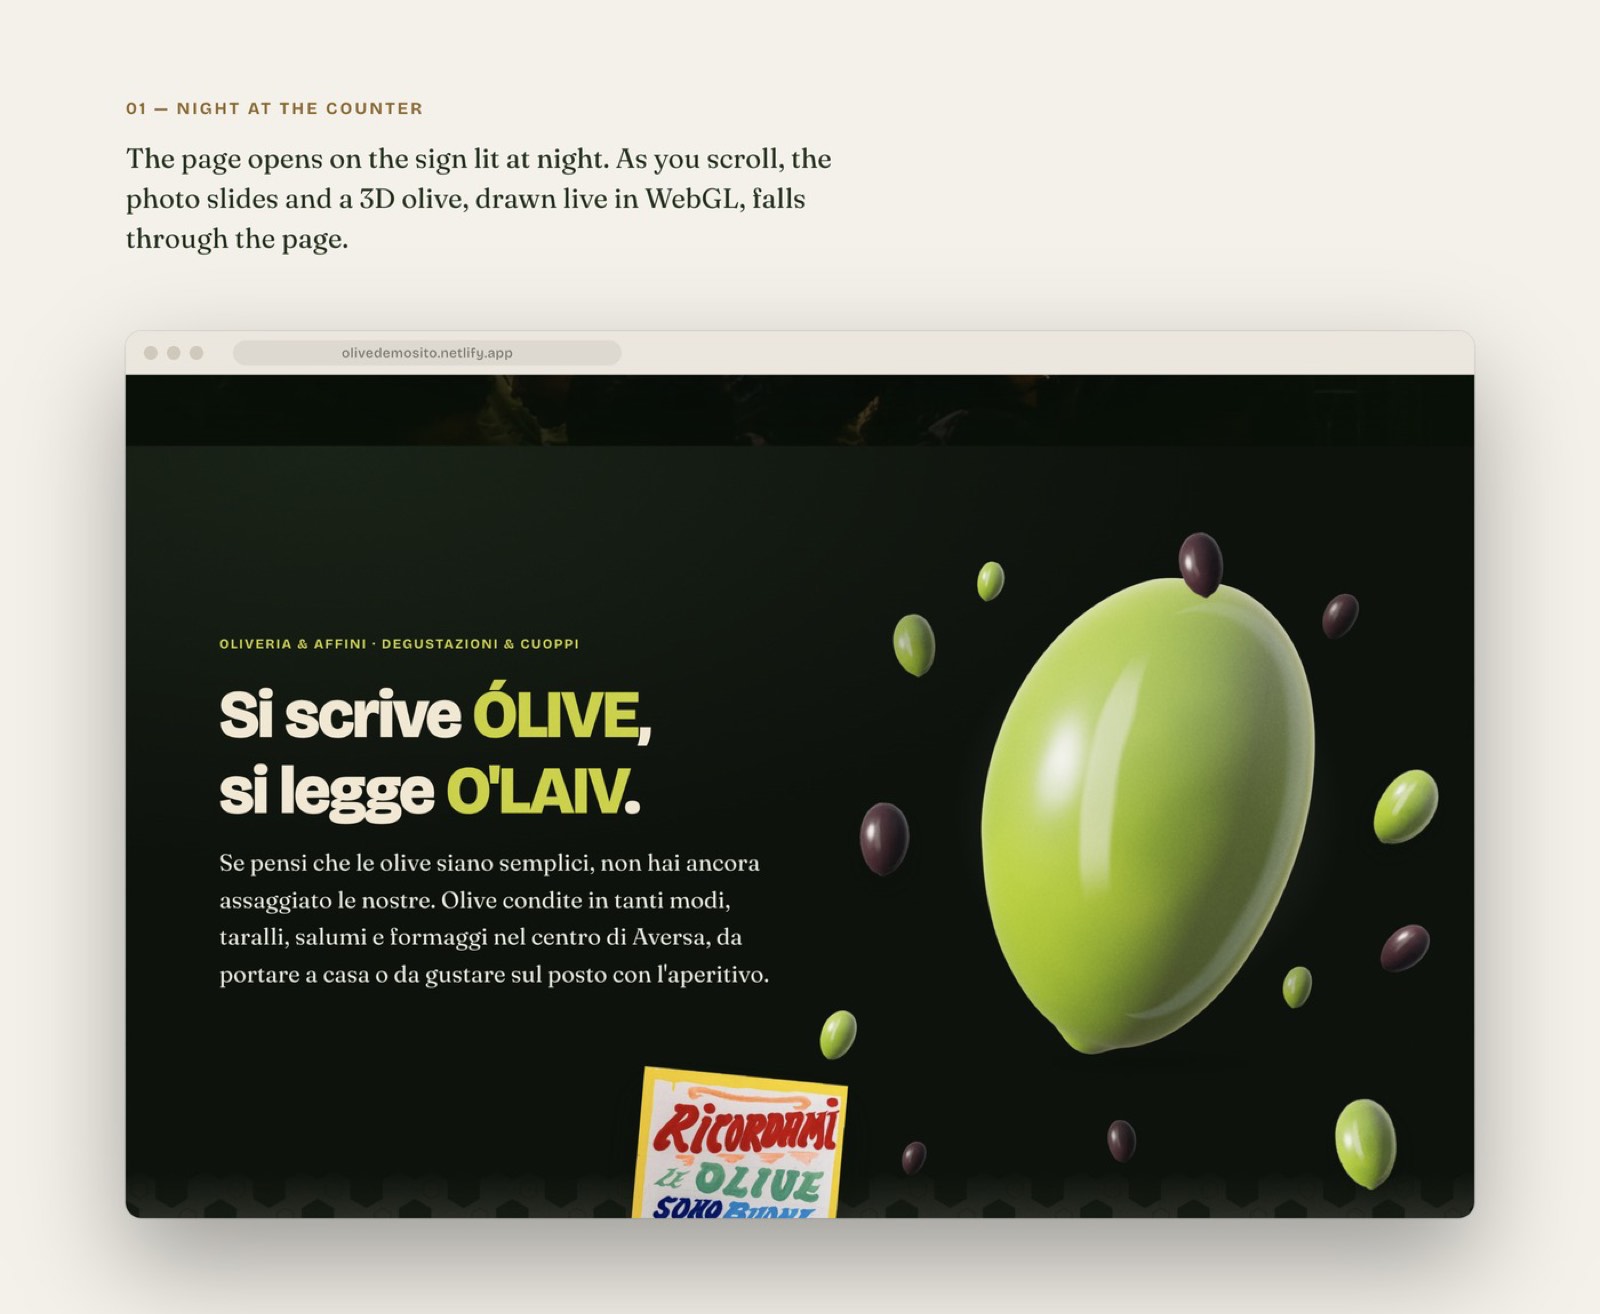 01 — NIGHT AT THE COUNTER
The page opens on the sign lit at night. As you scroll, the
photo slides and a 3D olive, drawn live in WebGL, falls
through the page.
olivedemosito.netlify.app
OLIVERIA & AFFINI · DEGUSTAZIONI & CUOPPI
Si scrive ÓLIVE,
si legge O'LAIV.
Se pensi che le olive siano semplici, non hai ancora
assaggiato le nostre. Olive condite in tanti modi,
taralli, salumi e formaggi nel centro di Aversa, da
portare a casa o da gustare sul posto con l'aperitivo.
RiCORDAMi
LE OLIVE
SONO